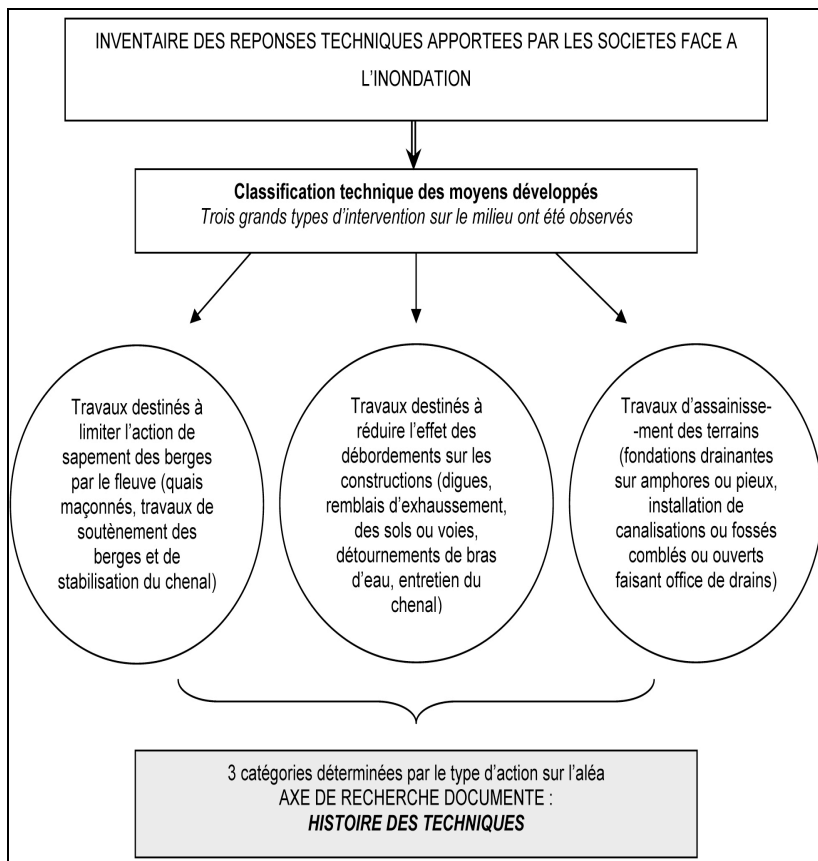 INVENTAIRE DES REPONSES TECHNIQUES APPORTEES PAR LES SOCIETES FACE A
L'INONDATION
Classification technique des moyens développés
Trois grands types d'intervention sur le milieu ont été observés
Travaux destinés à
limiter l'action de
sapement des berges
par le fleuve (quais
maçonnés, travaux de
soutènement des
berges et de
stabilisation du chenal)
Travaux destinés à
réduire l'effet des
débordements sur les
constructions (digues,
remblais d'exhaussement,
des sols ou voies,
détournements de bras
d'eau, entretien du
chenal)
Travaux d'assainisse-
-ment des terrains
(fondations drainantes
sur amphores ou pieux,
installation de
canalisations ou fossés
comblés ou ouverts
faisant office de drains)
3 catégories déterminées par le type d'action sur l'aléa
AXE DE RECHERCHE DOCUMENTE :
HISTOIRE DES TECHNIQUES